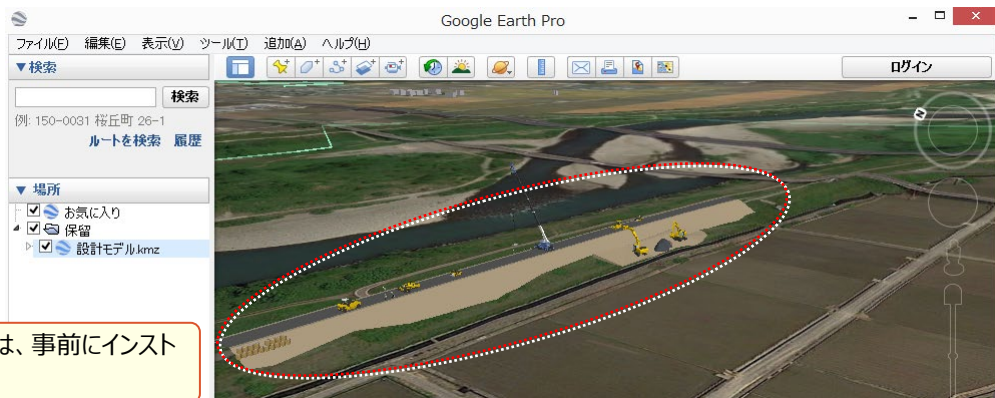 Google Earth Pro
ファイル(F) 編集(E) 表示(V) ツール(T) 追加(A) ヘルプ(H)
▼検索
ログイン
検索
例: 150-0031 桜丘町 26-1
ルートを検索 履歴
▼ 場所
お気に入り
保留
設計モデル.kmz
は、事前にインスト
N